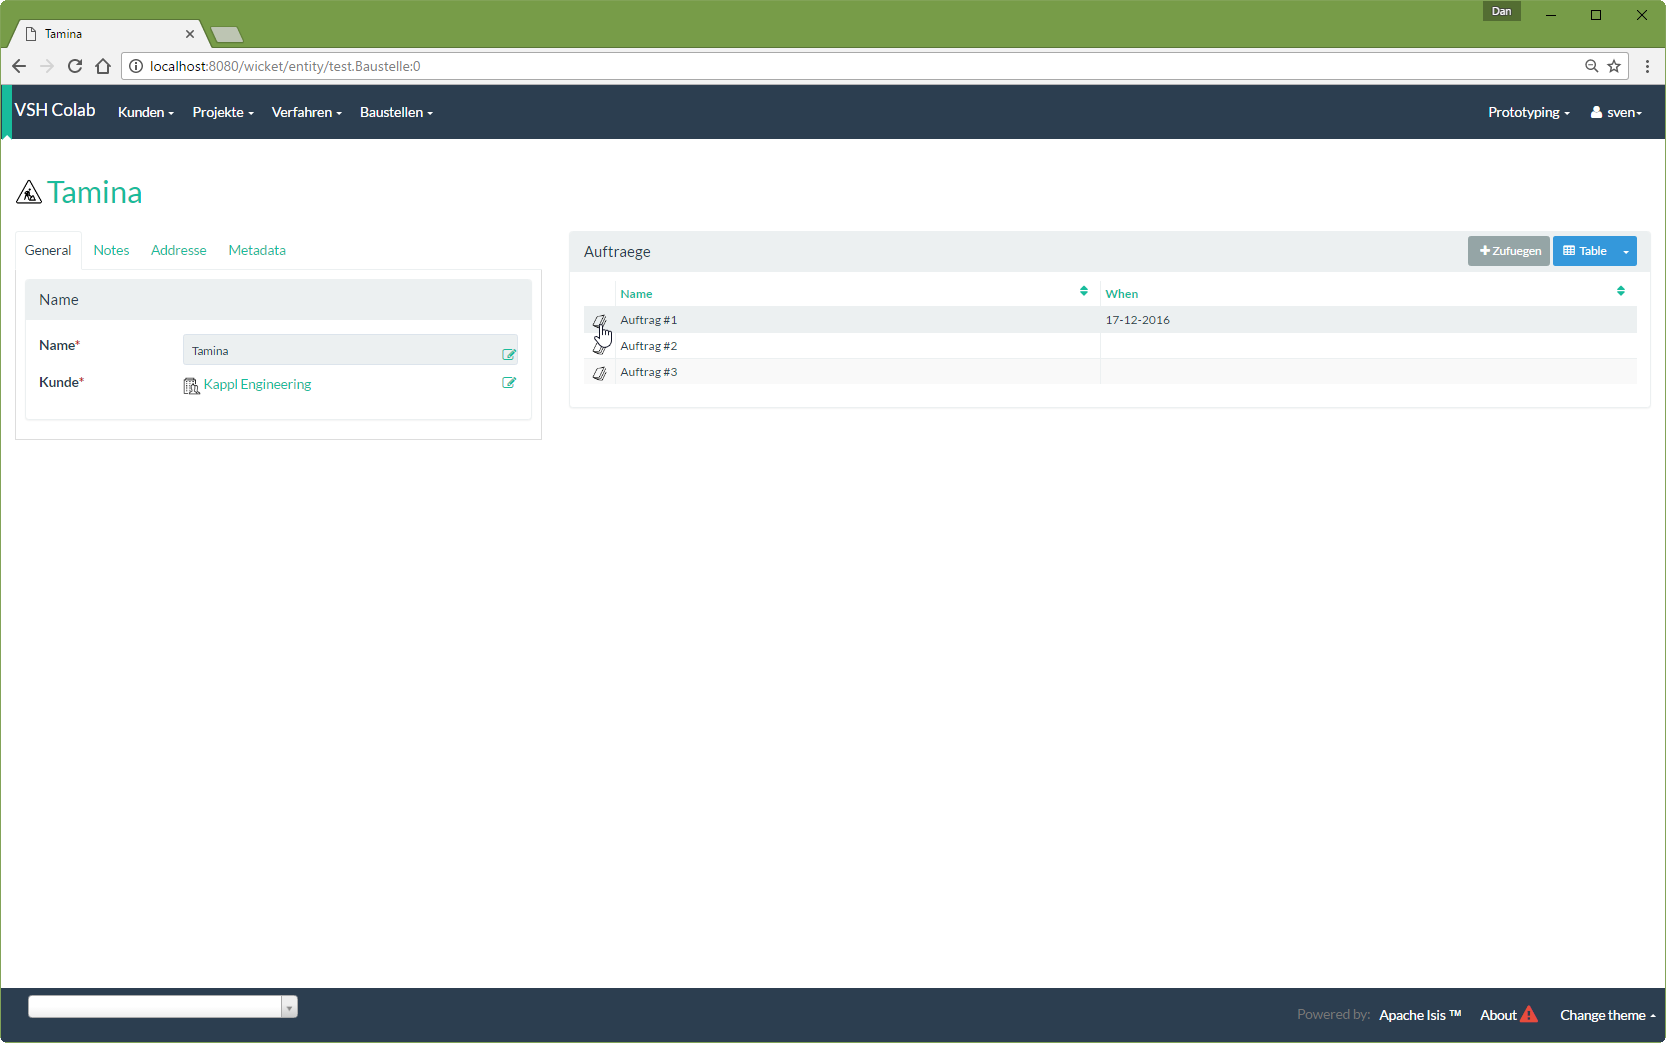 Dan
Tamina
localhost:8080/wicket/entity/test.Baustelle:0
VSH Colab Kunden Projekte Verfahren Baustellen Prototyping sven
Tamina
General Notes Addresse Metadata
Name
Name* Tamina
Kunde* Kappl Engineering
Auftraege Zufuegen Table
Name When
Auftrag #1 17-12-2016
Auftrag #2
Auftrag #3
Powered by: Apache Isis ™ About Change theme